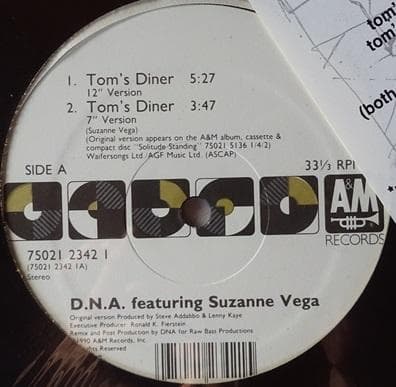 1. Tom's Diner 5:27
12" Version
2. Tom's Diner 3:47
7" Version
(Suzanne Vega)
(Original version appears on the A&M album, cassette &
compact disc "Solitude Standing" 75021 5136 1/4/2)
Waifersongs Ltd./AGF Music Ltd. (ASCAP)
SIDE A
33⅓ RPM
A&M
RECORDS
75021 2342 1
(75021 2342 1A)
Stereo
D.N.A. featuring Suzanne Vega
Original version produced by Steve Addabbo & Lenny Kaye
Executive Producer: Ronald K. Fierstein
Remix and Post Production by DNA for Raw Bass Productions
1990 A&M Records, Inc.
Rights Reserved
tom'
tom'
(both